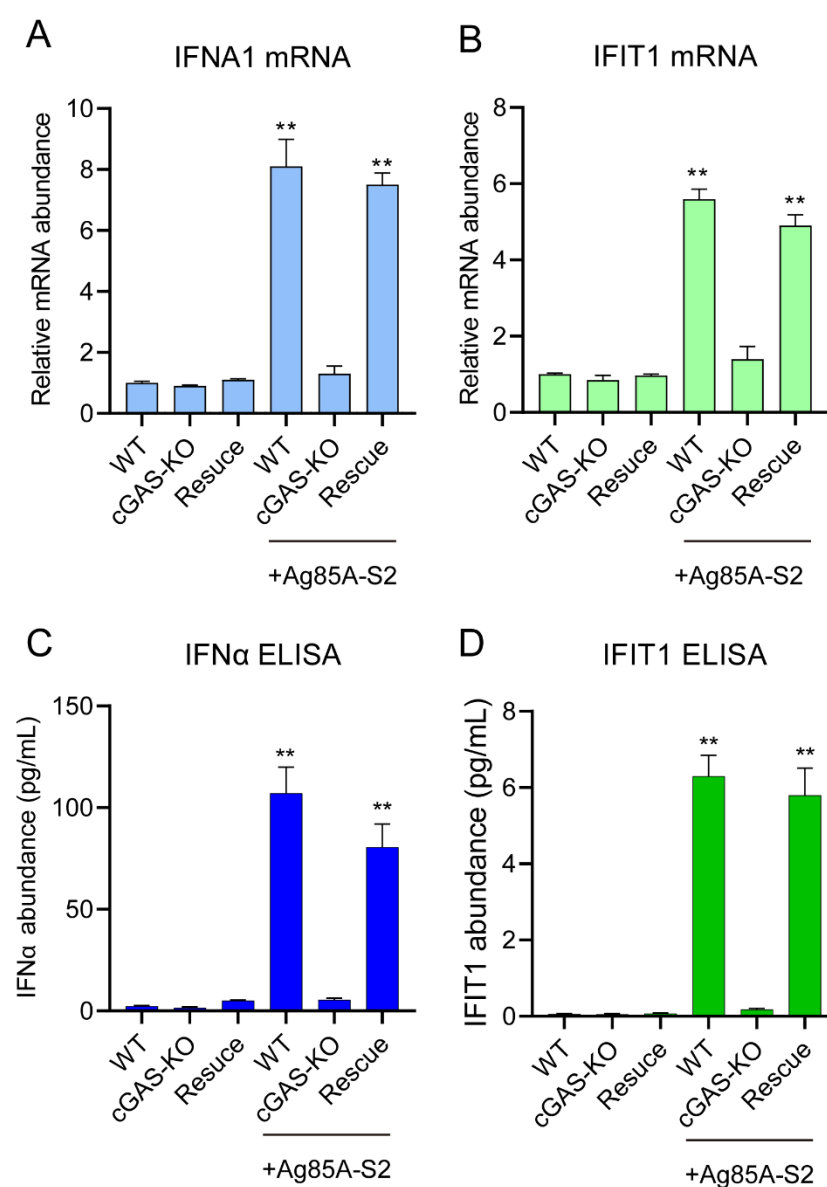 A
IFNA1 mRNA
Relative mRNA abundance
10
8
6
4
2
0
**
**
WT
cGAS-KO
Resuce
WT
cGAS-KO
Rescue
+Ag85A-S2
B
IFIT1 mRNA
Relative mRNA abundance
8
6
4
2
0
**
**
WT
cGAS-KO
Resuce
WT
cGAS-KO
Rescue
+Ag85A-S2
C
IFNα ELISA
IFNα abundance (pg/mL)
150
100
50
0
**
**
WT
cGAS-KO
Resuce
WT
cGAS-KO
Rescue
+Ag85A-S2
D
IFIT1 ELISA
IFIT1 abundance (pg/mL)
8
6
4
2
0
**
**
WT
cGAS-KO
Resuce
WT
cGAS-KO
Rescue
+Ag85A-S2